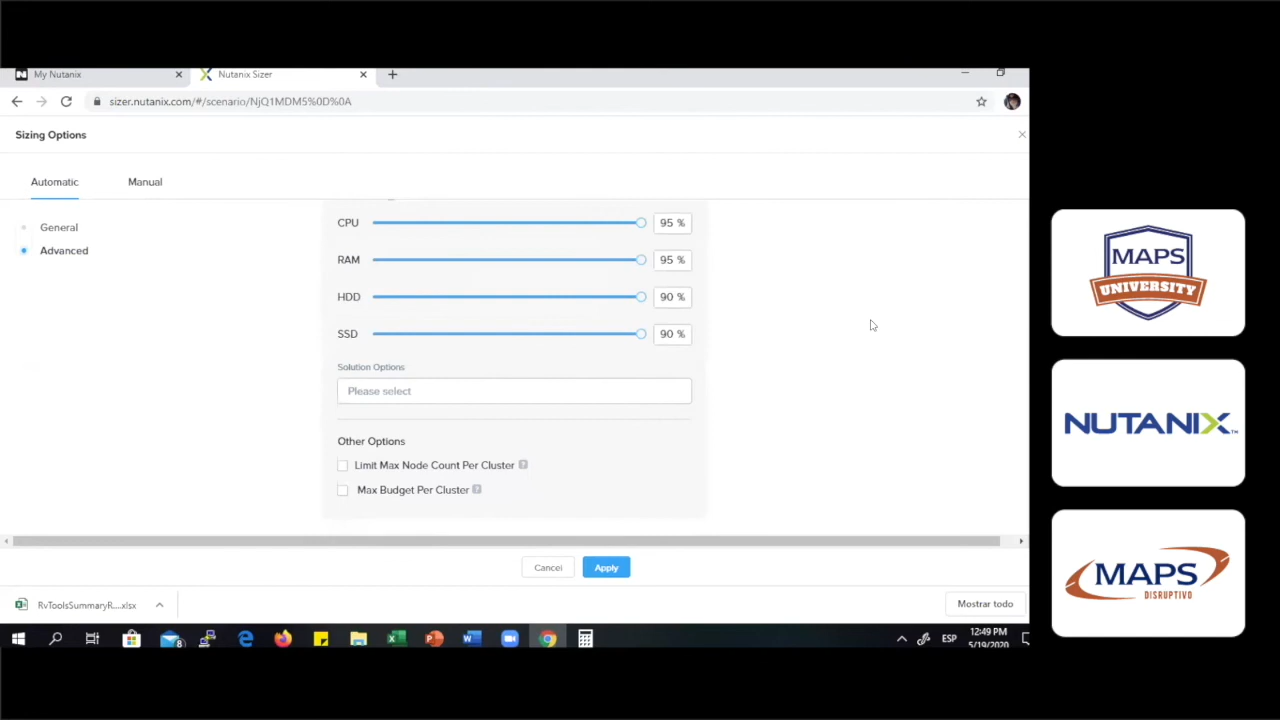 My Nutanix
Nutanix Sizer
sizer.nutanix.com/#/scenario/NjQ1MDM5%0D%0A
Sizing Options
Automatic
Manual
General
Advanced
CPU 95 %
RAM 95 %
HDD 90 %
SSD 90 %
Solution Options
Please select
Other Options
Limit Max Node Count Per Cluster ?
Max Budget Per Cluster ?
Cancel
Apply
RvToolsSummaryR....xlsx
Mostrar todo
8
ESP
12:49 PM
5/19/2020
MAPS
UNIVERSITY
NUTANIX™
MAPS
DISRUPTIVO